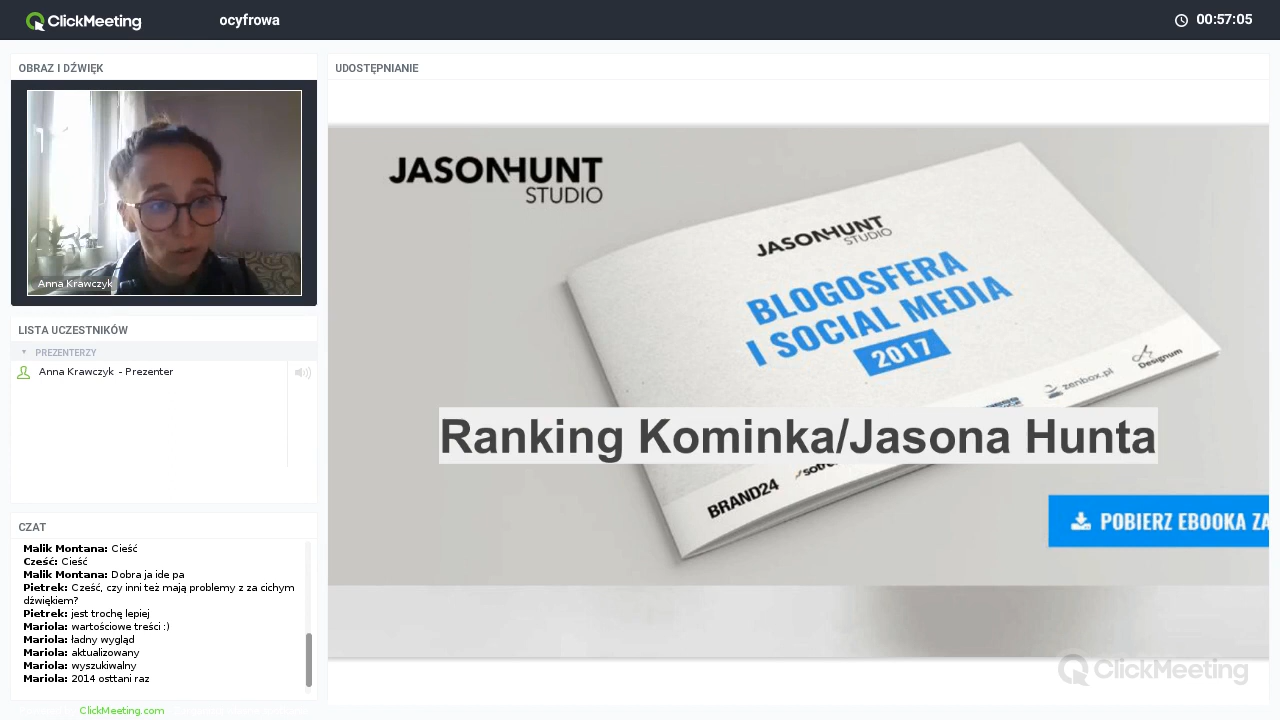 ClickMeeting
ocyfrowa
00:57:05
OBRAZ I DŹWIĘK
Anna Krawczyk
LISTA UCZESTNIKÓW
PREZENTERZY
Anna Krawczyk - Prezenter
CZAT
Malik Montana: Cieść
Cześć: Cieść
Malik Montana: Dobra ja ide pa
Pietrek: Cześć, czy inni też mają problemy z za cichym
dźwiękiem?
Pietrek: jest trochę lepiej
Mariola: wartościowe treści :)
Mariola: ładny wygląd
Mariola: aktualizowany
Mariola: wyszukiwalny
Mariola: 2014 osttani raz
ClickMeeting.com
UDOSTĘPNIANIE
JASONHUNT
STUDIO
JASONHUNT
STUDIO
BLOGOSFERA
I SOCIAL MEDIA
2017
Designum
zenbox.pl
Ranking Kominka/Jasona Hunta
BRAND24
POBIERZ EBOOKA ZA
ClickMeeting